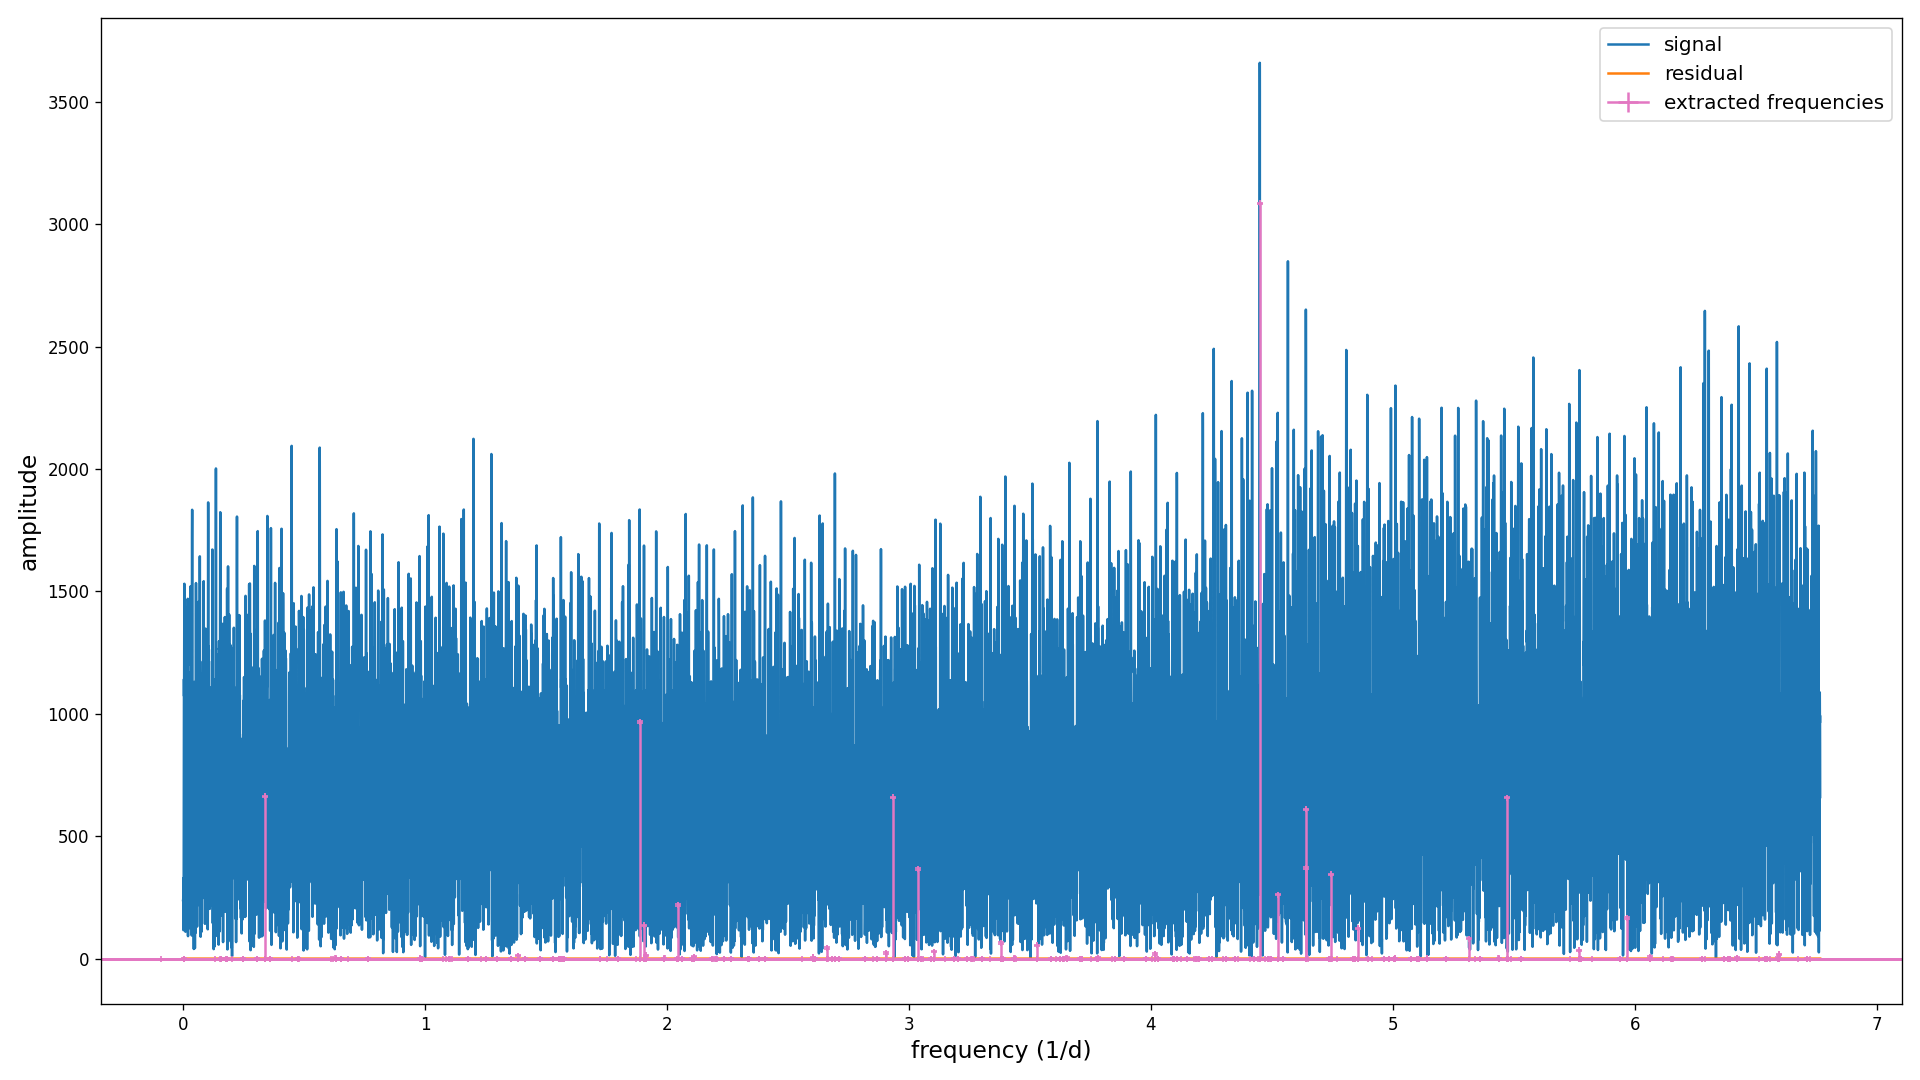 signal
residual
extracted frequencies
amplitude
3500
3000
2500
2000
1500
1000
500
0
0 1 2 3 4 5 6 7
frequency (1/d)